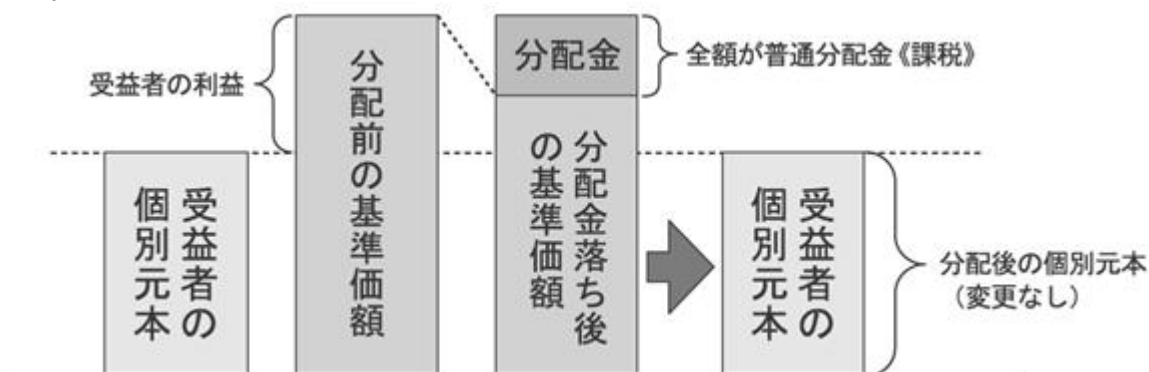 受益者の利益
受益者の
個別元本
分配前の基準価額
分配金
全額が普通分配金《課税》
分配金落ち後
の基準価額
受益者の
個別元本
分配後の個別元本
（変更なし）